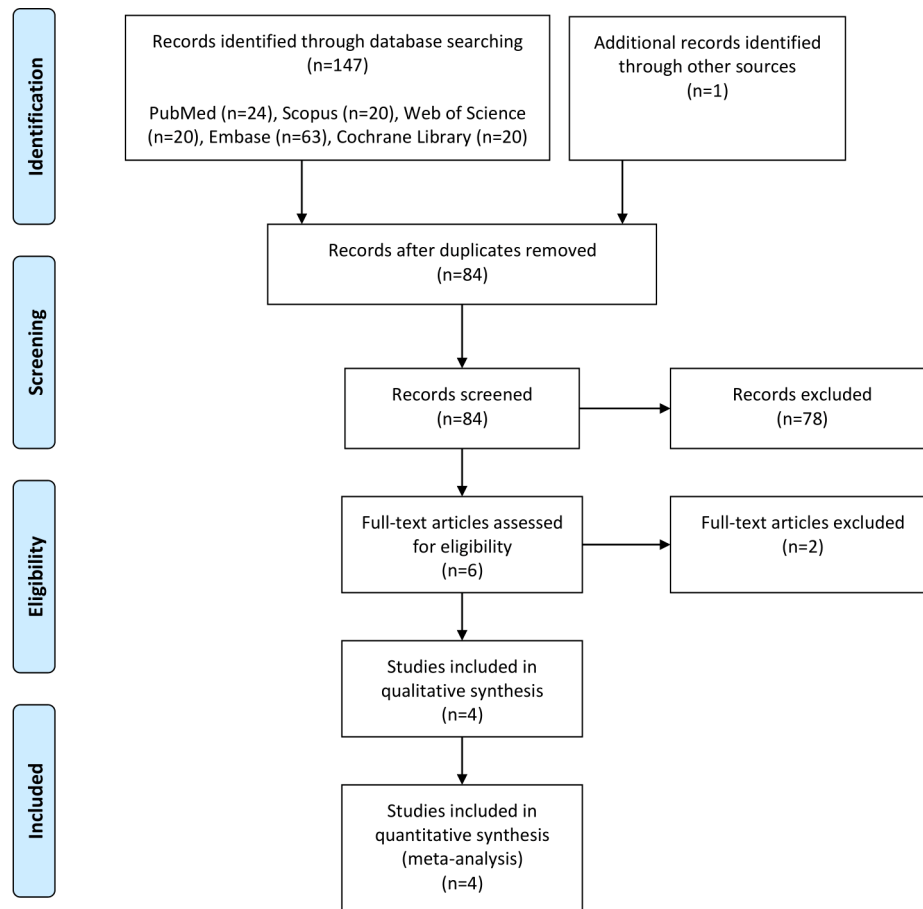 Identification
Records identified through database searching
(n=147)
PubMed (n=24), Scopus (n=20), Web of Science
(n=20), Embase (n=63), Cochrane Library (n=20)
Additional records identified
through other sources
(n=1)
Records after duplicates removed
(n=84)
Screening
Records screened
(n=84)
Records excluded
(n=78)
Eligibility
Full-text articles assessed
for eligibility
(n=6)
Full-text articles excluded
(n=2)
Studies included in
qualitative synthesis
(n=4)
Included
Studies included in
quantitative synthesis
(meta-analysis)
(n=4)